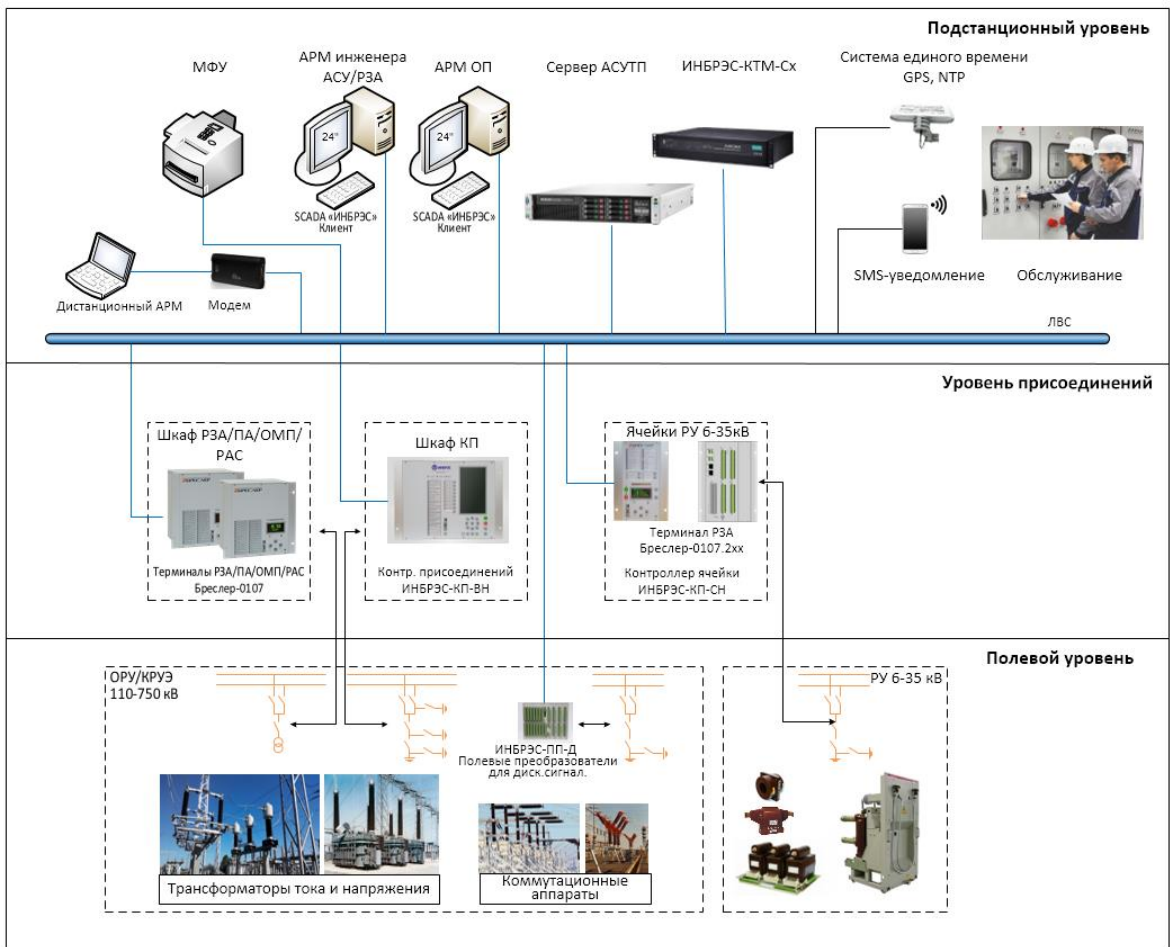 Подстанционный уровень
МФУ
АРМ инженера
АСУ/РЗА
АРМ ОП
Сервер АСУТП
ИНБРЭС-КТМ-Сх
Система единого времени
GPS, NTP
24"
24"
SCADA «ИНБРЭС»
Клиент
SCADA «ИНБРЭС»
Клиент
Дистанционный АРМ
Модем
SMS-уведомление
Обслуживание
ЛВС
Уровень присоединений
Шкаф РЗА/ПА/ОМП/
РАС
Терминалы РЗА/ПА/ОМП/РАС
Бреслер-0107
Шкаф КП
Контр. присоединений
ИНБРЭС-КП-ВН
Ячейки РУ 6-35кВ
Терминал РЗА
Бреслер-0107.2хх
Контроллер ячейки
ИНБРЭС-КП-СН
Полевой уровень
ОРУ/КРУЭ
110-750 кВ
РУ 6-35 кВ
ИНБРЭС-ПП-Д
Полевые преобразователи
для диск.сигнал.
Трансформаторы тока и напряжения
Коммутационные
аппараты